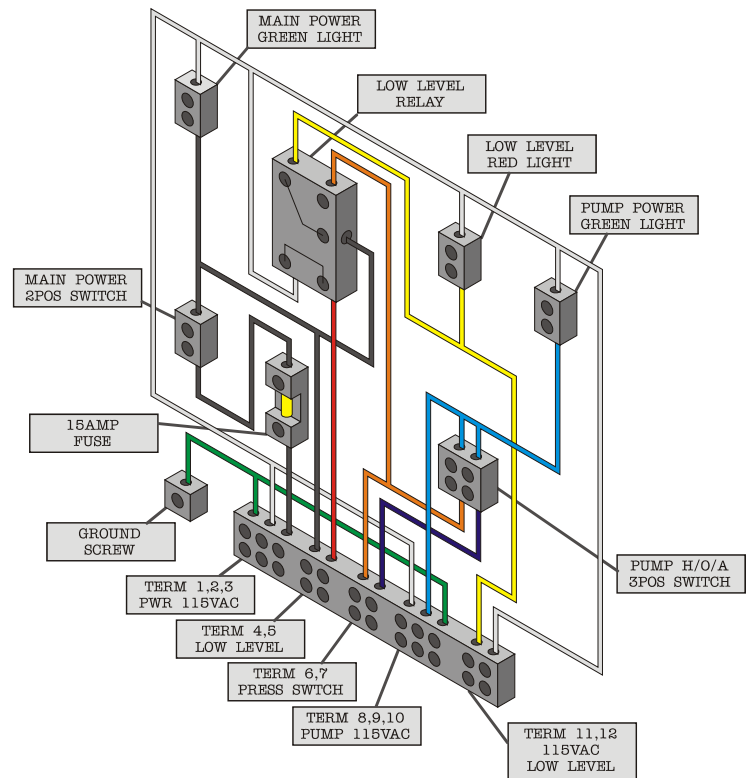 MAIN POWER
GREEN LIGHT
LOW LEVEL
RELAY
LOW LEVEL
RED LIGHT
PUMP POWER
GREEN LIGHT
MAIN POWER
2POS SWITCH
15AMP
FUSE
GROUND
SCREW
PUMP H/O/A
3POS SWITCH
TERM 1,2,3
PWR 115VAC
TERM 4,5
LOW LEVEL
TERM 6,7
PRESS SWTCH
TERM 8,9,10
PUMP 115VAC
TERM 11,12
115VAC
LOW LEVEL